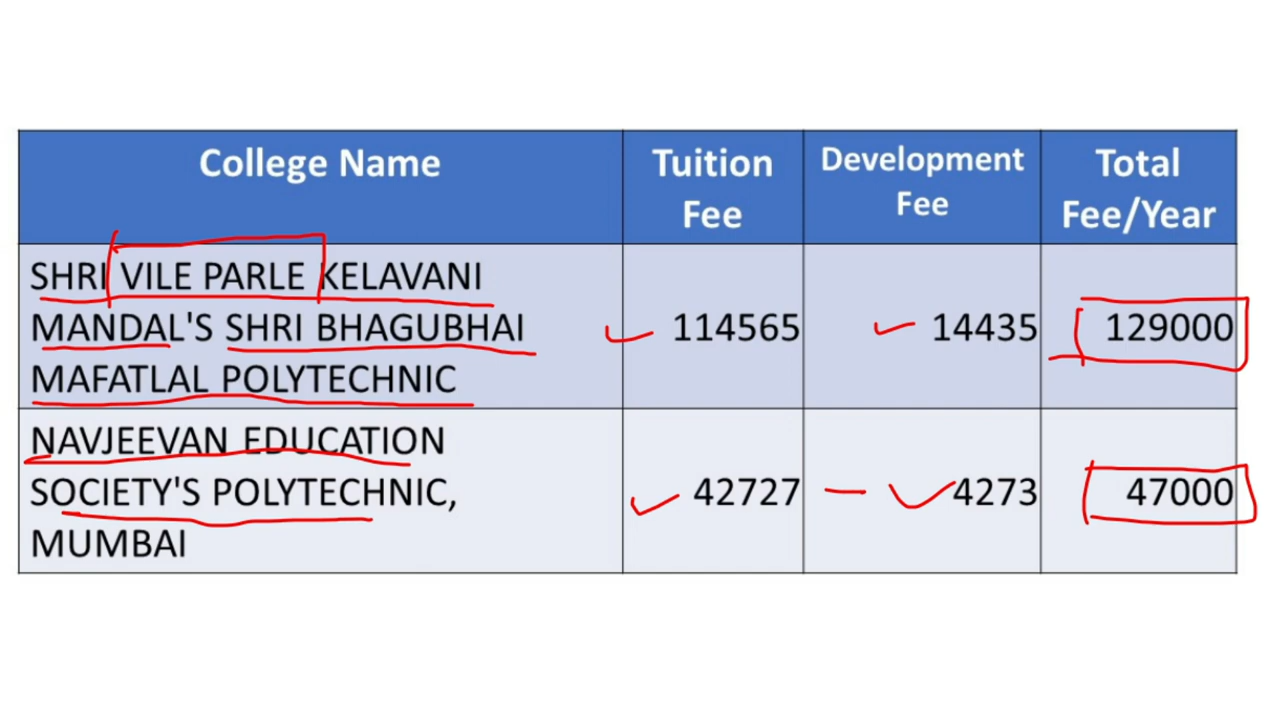 College Name
Tuition Fee
Development Fee
Total Fee/Year
SHRI VILE PARLE KELAVANI
MANDAL'S SHRI BHAGUBHAI
MAFATLAL POLYTECHNIC
114565
14435
129000
NAVJEEVAN EDUCATION
SOCIETY'S POLYTECHNIC,
MUMBAI
42727
4273
47000